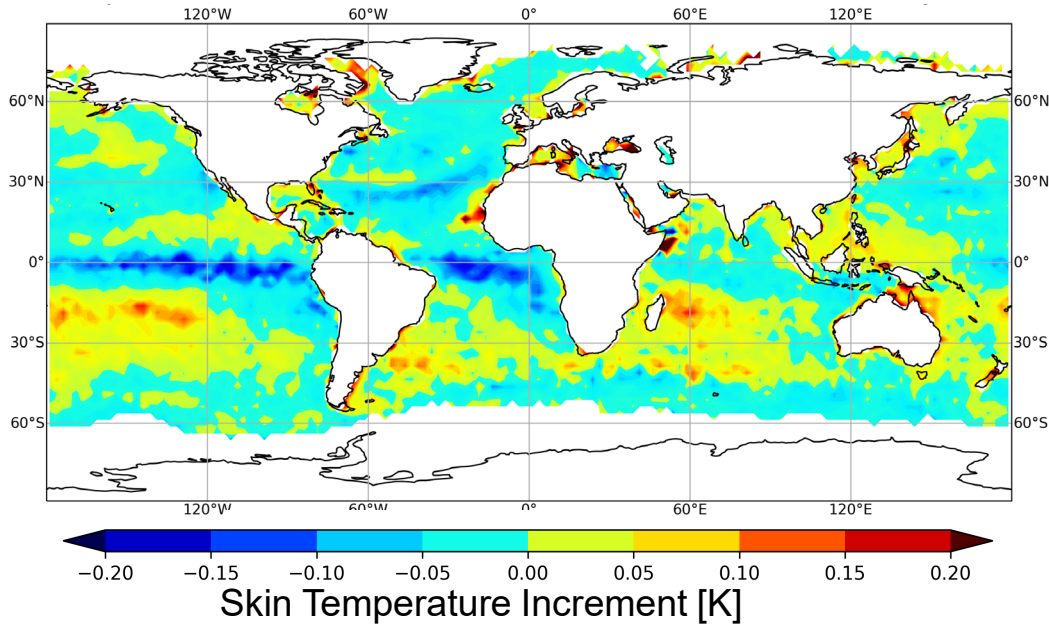 120°W 60°W 0° 60°E 120°E
60°N 60°N
30°N 30°N
0° 0°
30°S 30°S
60°S 60°S
120°W 60°W 0° 60°E 120°E
−0.20 −0.15 −0.10 −0.05 0.00 0.05 0.10 0.15 0.20
Skin Temperature Increment [K]